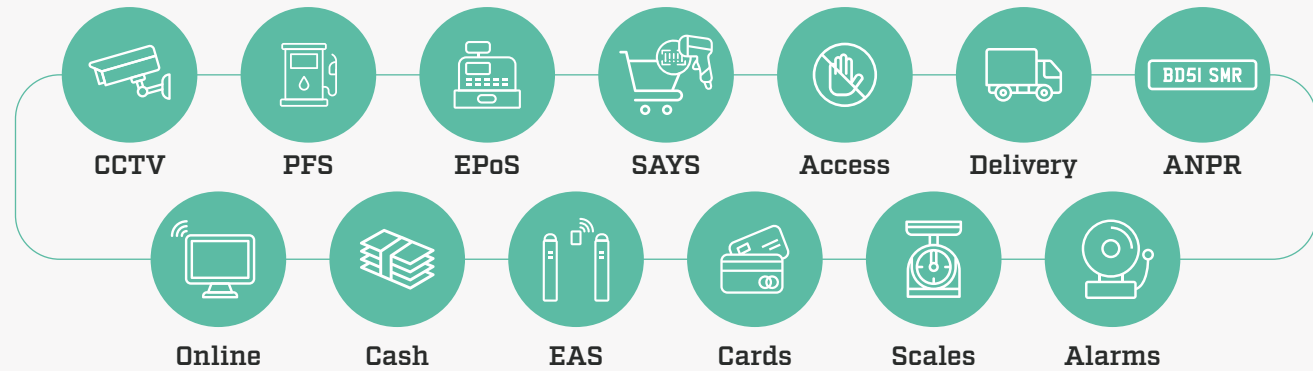 BD51 SMR
CCTV PFS EPoS SAYS Access Delivery ANPR
Online Cash EAS Cards Scales Alarms